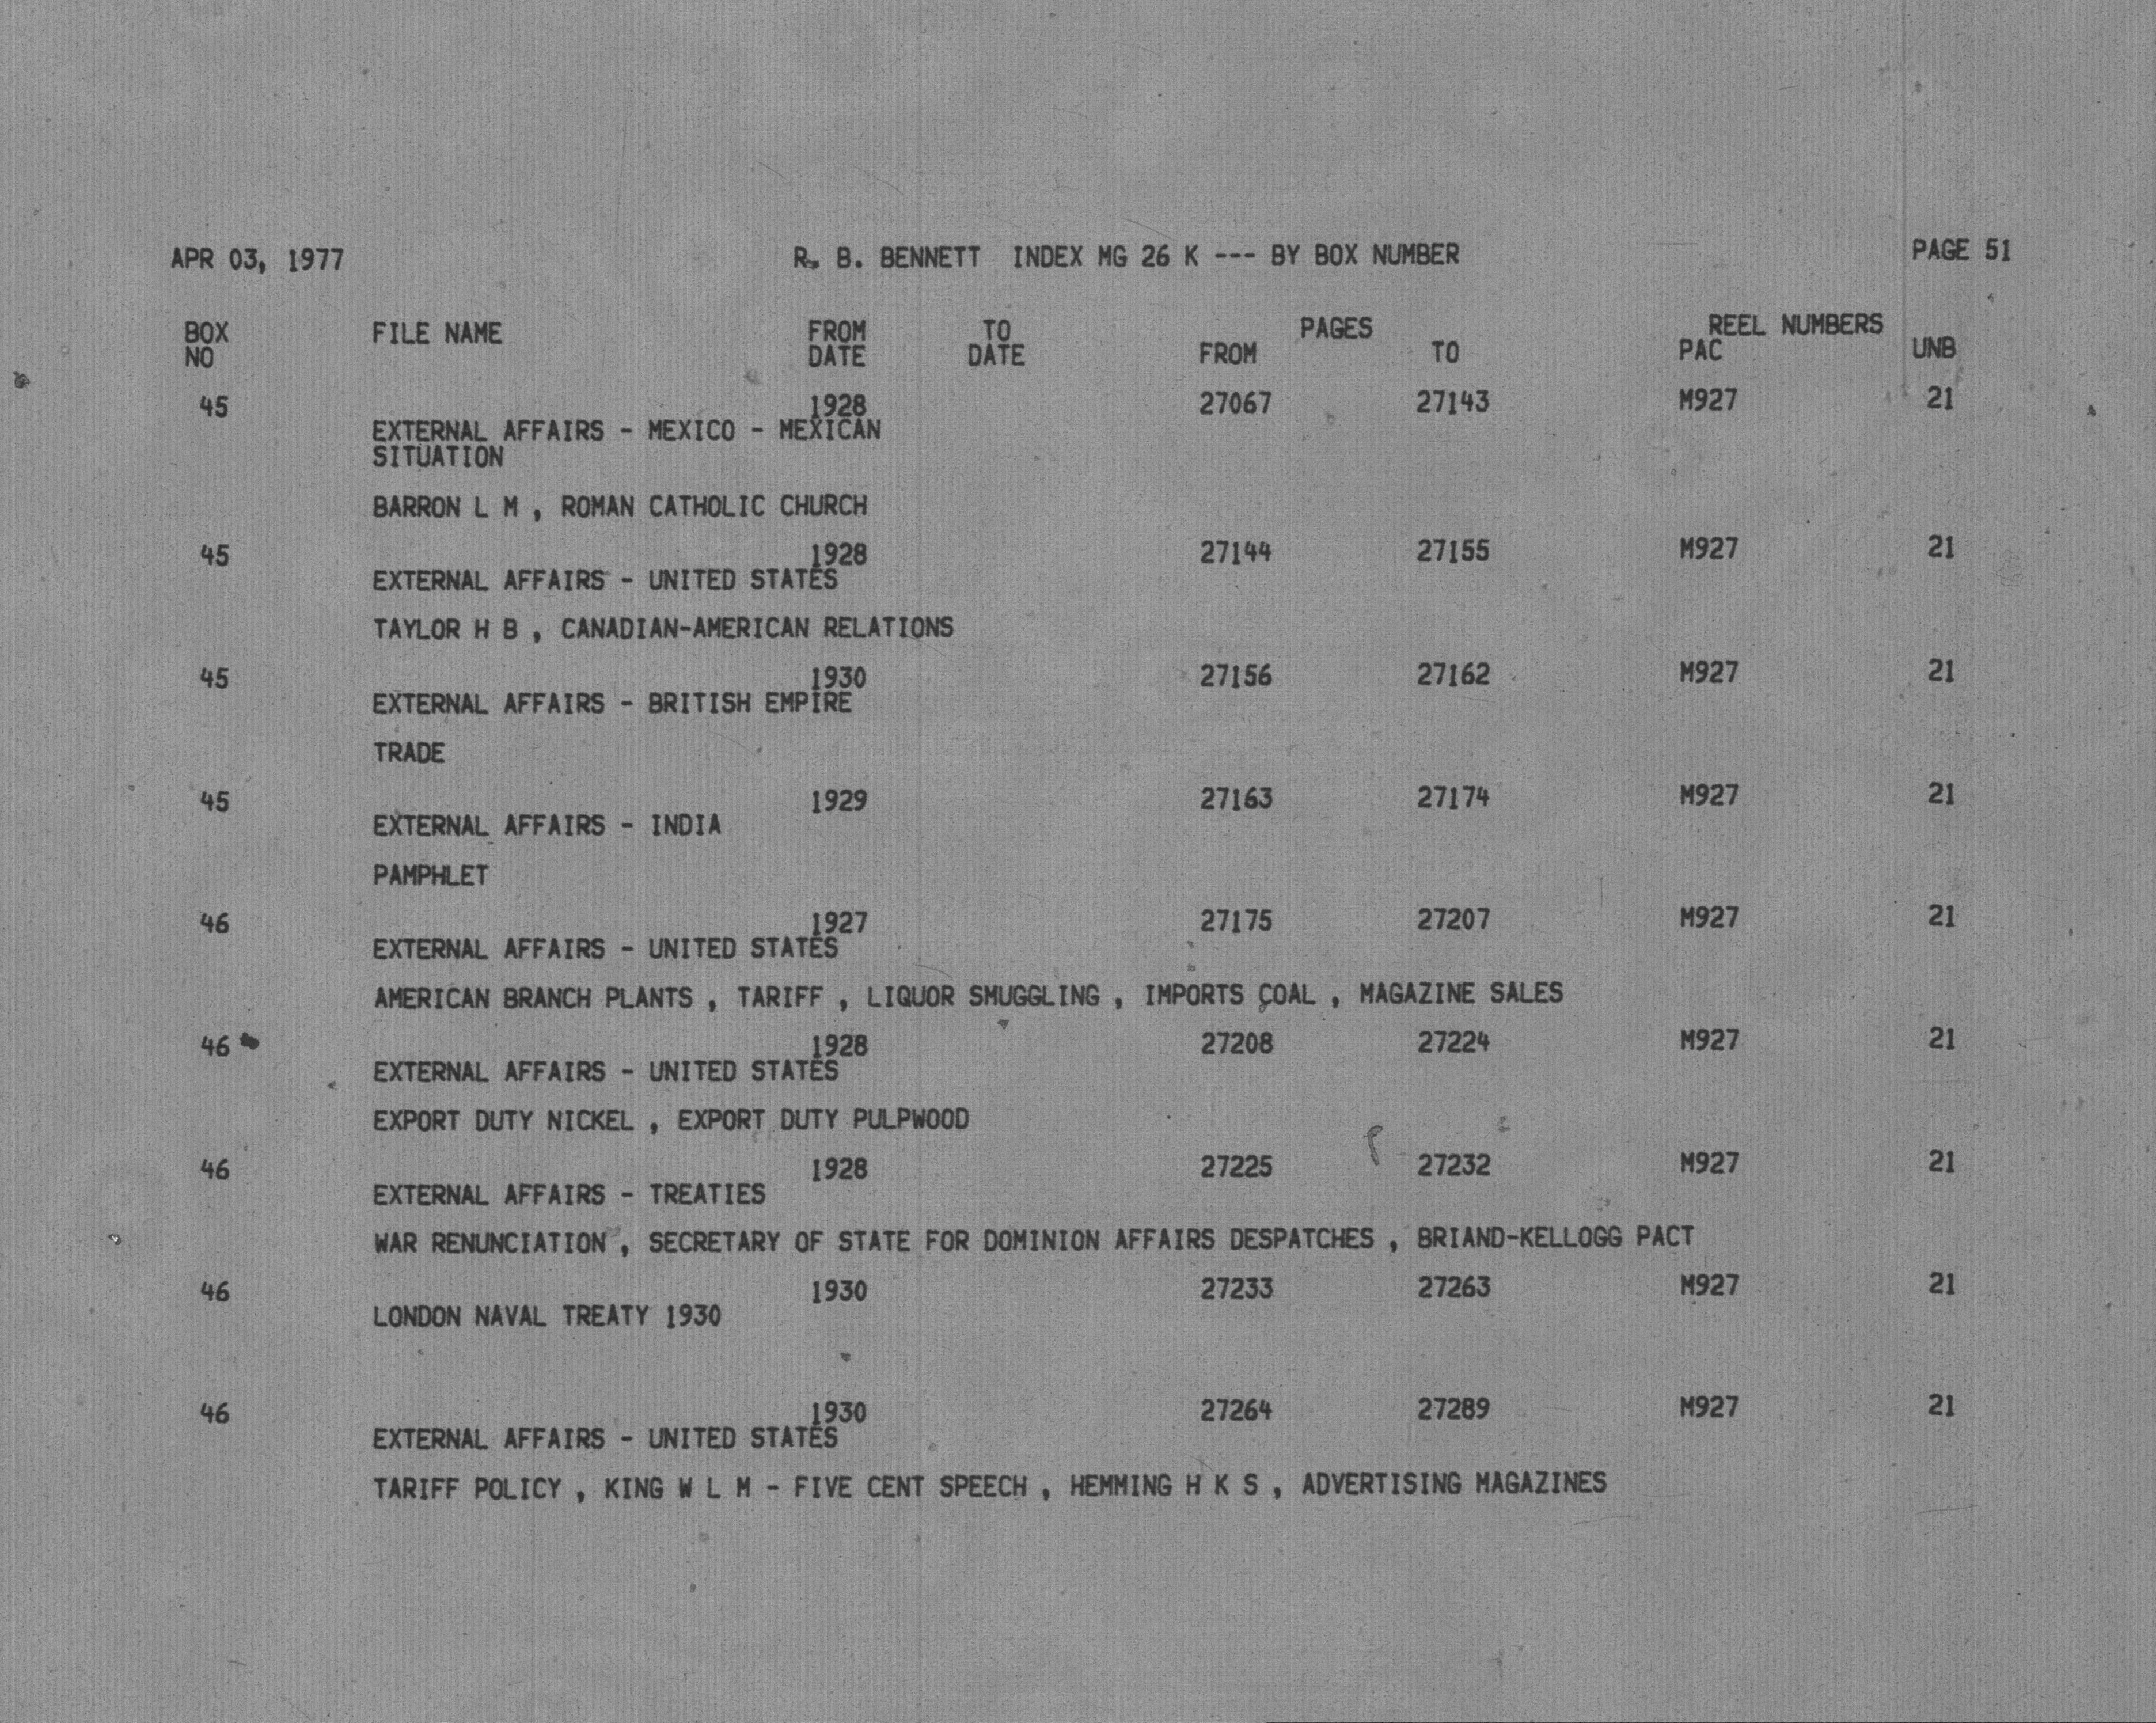 APR 03, 1977 R. B. BENNETT INDEX MG 26 K --- BY BOX NUMBER PAGE 51
BOX FILE NAME FROM TO PAGES REEL NUMBERS
NO DATE DATE FROM TO PAC UNB
45 1928 27067 27143 M927 21
EXTERNAL AFFAIRS - MEXICO - MEXICAN
SITUATION
BARRON L M , ROMAN CATHOLIC CHURCH
45 1928 27144 27155 M927 21
EXTERNAL AFFAIRS - UNITED STATES
TAYLOR H B , CANADIAN-AMERICAN RELATIONS
45 1930 27156 27162 M927 21
EXTERNAL AFFAIRS - BRITISH EMPIRE
TRADE
45 1929 27163 27174 M927 21
EXTERNAL AFFAIRS - INDIA
PAMPHLET
46 1927 27175 27207 M927 21
EXTERNAL AFFAIRS - UNITED STATES
AMERICAN BRANCH PLANTS , TARIFF , LIQUOR SMUGGLING , IMPORTS COAL , MAGAZINE SALES
46 1928 27208 27224 M927 21
EXTERNAL AFFAIRS - UNITED STATES
EXPORT DUTY NICKEL , EXPORT DUTY PULPWOOD
46 1928 27225 27232 M927 21
EXTERNAL AFFAIRS - TREATIES
WAR RENUNCIATION , SECRETARY OF STATE FOR DOMINION AFFAIRS DESPATCHES , BRIAND-KELLOGG PACT
46 1930 27233 27263 M927 21
LONDON NAVAL TREATY 1930
46 1930 27264 27289 M927 21
EXTERNAL AFFAIRS - UNITED STATES
TARIFF POLICY , KING W L M - FIVE CENT SPEECH , HEMMING H K S , ADVERTISING MAGAZINES